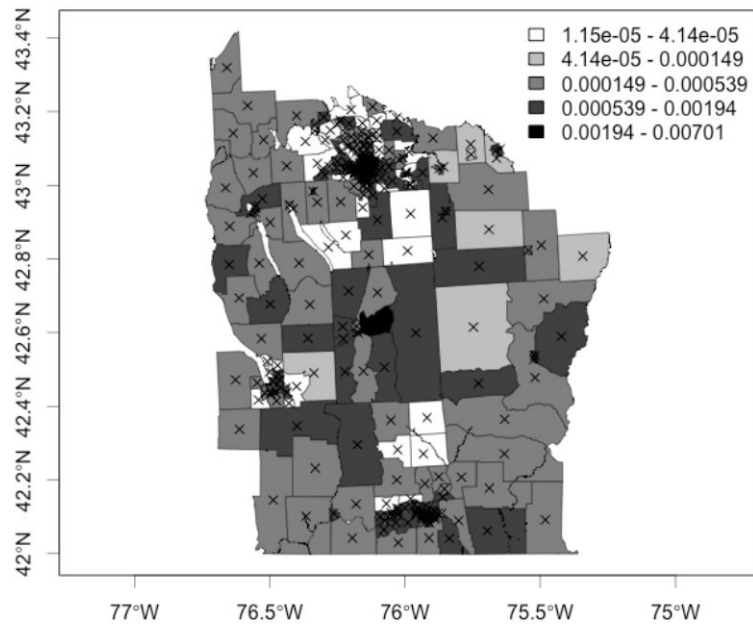 1.15e-05 - 4.14e-05
4.14e-05 - 0.000149
0.000149 - 0.000539
0.000539 - 0.00194
0.00194 - 0.00701
43.4°N
43.2°N
43.0°N
42.8°N
42.6°N
42.4°N
42.2°N
42°N
77°W
76.5°W
76°W
75.5°W
75°W